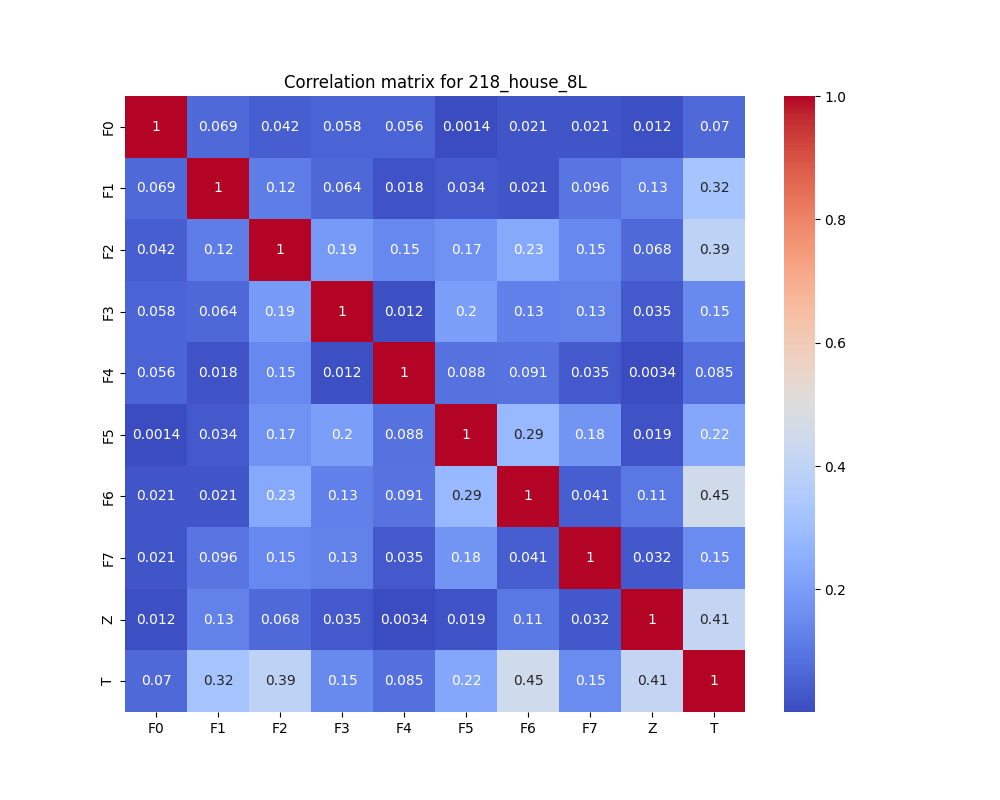 Correlation matrix for 218_house_8L
F0 1 0.069 0.042 0.058 0.056 0.0014 0.021 0.021 0.012 0.07
F1 0.069 1 0.12 0.064 0.018 0.034 0.021 0.096 0.13 0.32
F2 0.042 0.12 1 0.19 0.15 0.17 0.23 0.15 0.068 0.39
F3 0.058 0.064 0.19 1 0.012 0.2 0.13 0.13 0.035 0.15
F4 0.056 0.018 0.15 0.012 1 0.088 0.091 0.035 0.0034 0.085
F5 0.0014 0.034 0.17 0.2 0.088 1 0.29 0.18 0.019 0.22
F6 0.021 0.021 0.23 0.13 0.091 0.29 1 0.041 0.11 0.45
F7 0.021 0.096 0.15 0.13 0.035 0.18 0.041 1 0.032 0.15
Z 0.012 0.13 0.068 0.035 0.0034 0.019 0.11 0.032 1 0.41
T 0.07 0.32 0.39 0.15 0.085 0.22 0.45 0.15 0.41 1
F0 F1 F2 F3 F4 F5 F6 F7 Z T
1.0
0.8
0.6
0.4
0.2